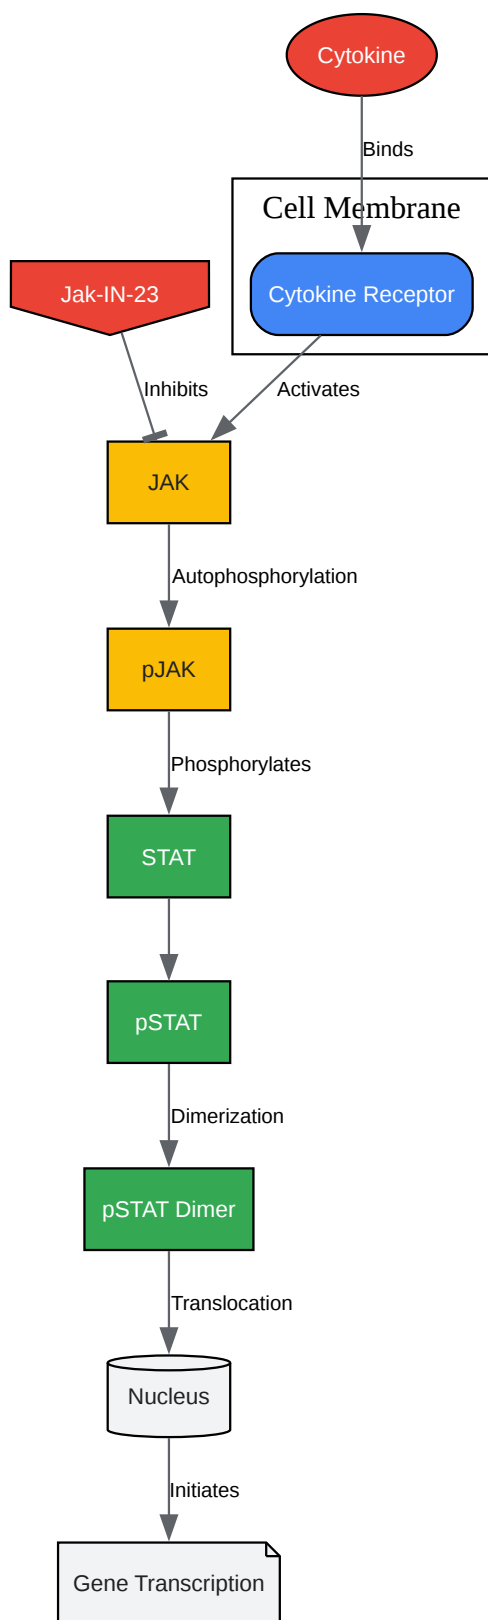 Cytokine
Binds
Cell Membrane
Cytokine Receptor
Jak-IN-23
Inhibits
Activates
JAK
Autophosphorylation
pJAK
Phosphorylates
STAT
pSTAT
Dimerization
pSTAT Dimer
Translocation
Nucleus
Initiates
Gene Transcription